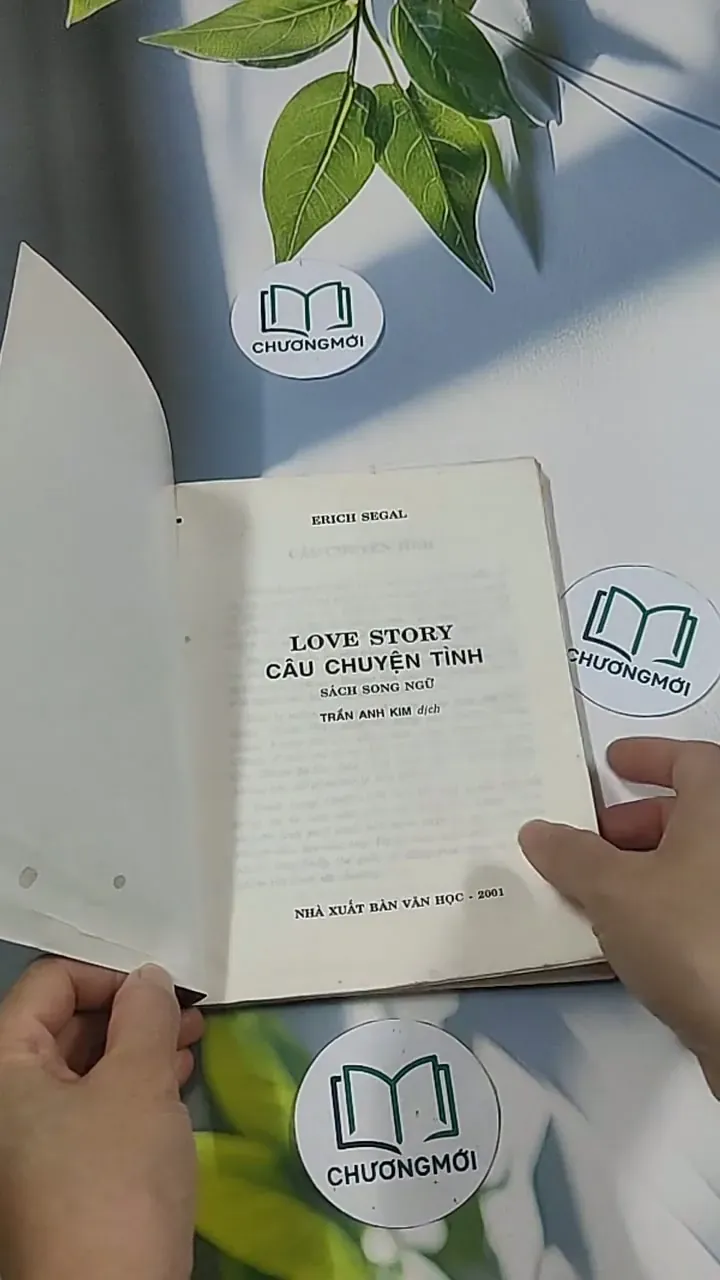 CHƯƠNGMỚI
ERICH SEGAL
LOVE STORY
CÂU CHUYỆN TÌNH
SÁCH SONG NGỮ
TRẦN ANH KIM dịch
CHƯƠNGMỚI
NHÀ XUẤT BẢN VĂN HỌC - 2001
CHƯƠNGMỚI